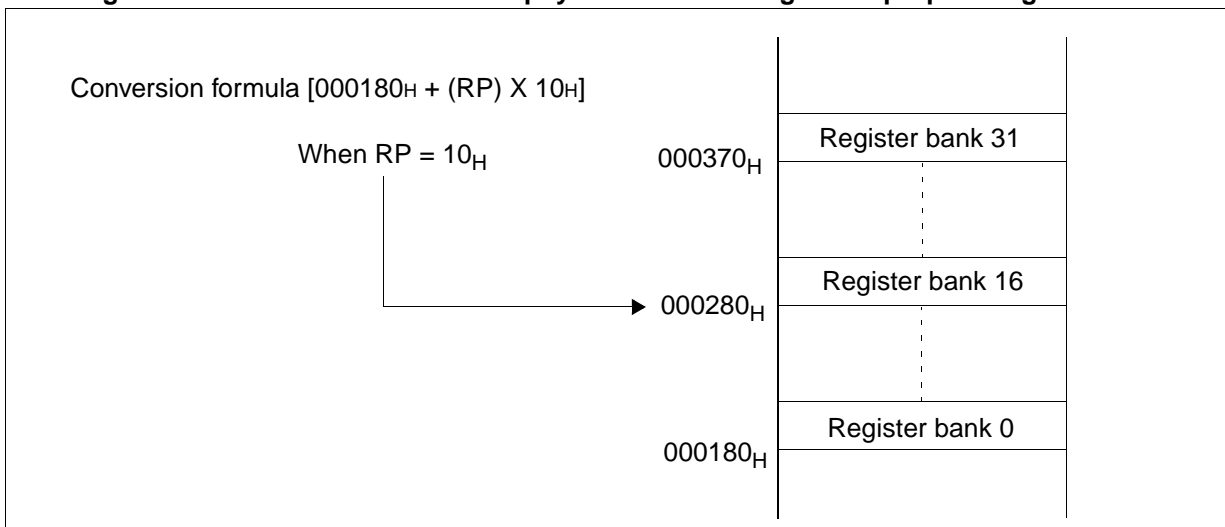 Conversion formula [000180H + (RP) X 10H]
When RP = 10H
000370H
Register bank 31
000280H
Register bank 16
000180H
Register bank 0